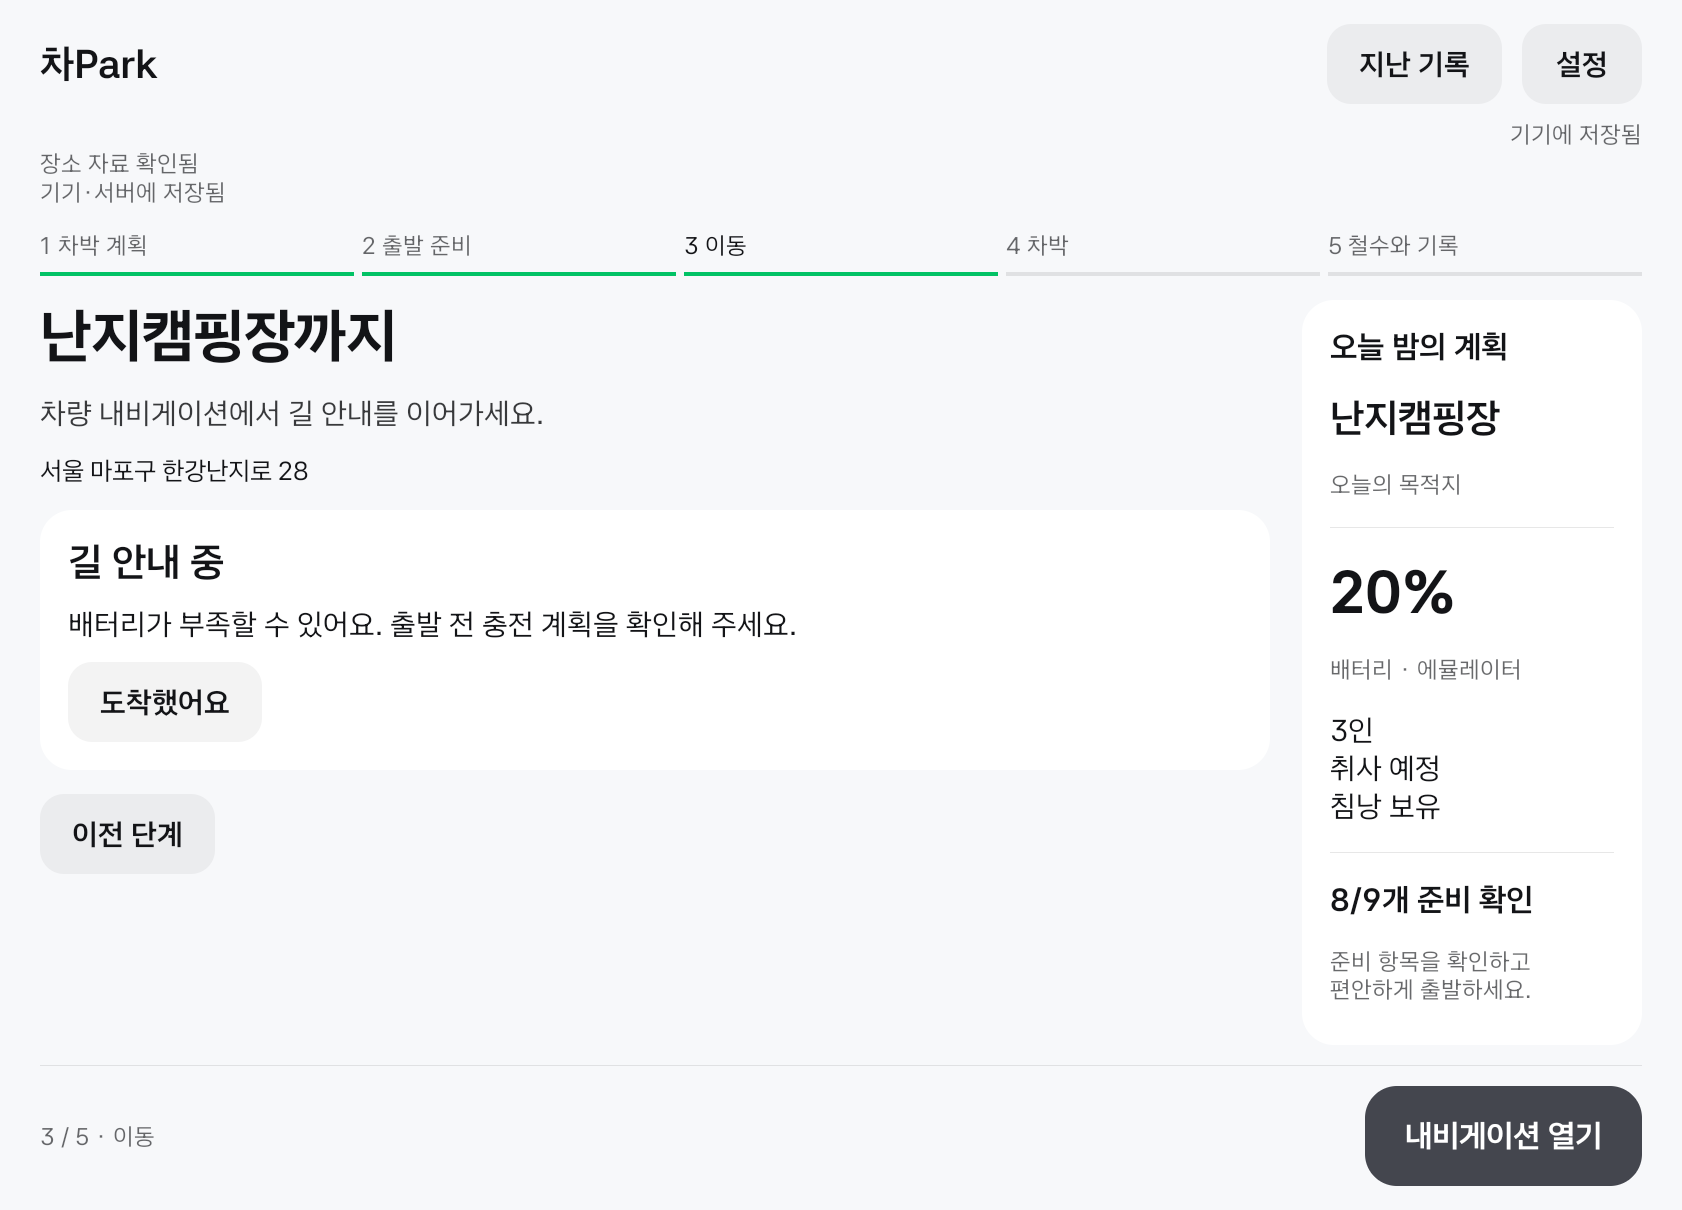 차Park
지난 기록
설정
기기에 저장됨
장소 자료 확인됨
기기·서버에 저장됨
1 차박 계획
2 출발 준비
3 이동
4 차박
5 철수와 기록
난지캠핑장까지
차량 내비게이션에서 길 안내를 이어가세요.
서울 마포구 한강난지로 28
길 안내 중
배터리가 부족할 수 있어요. 출발 전 충전 계획을 확인해 주세요.
도착했어요
이전 단계
오늘 밤의 계획
난지캠핑장
오늘의 목적지
20%
배터리 · 에뮬레이터
3인
취사 예정
침낭 보유
8/9개 준비 확인
준비 항목을 확인하고
편안하게 출발하세요.
3 / 5 · 이동
내비게이션 열기